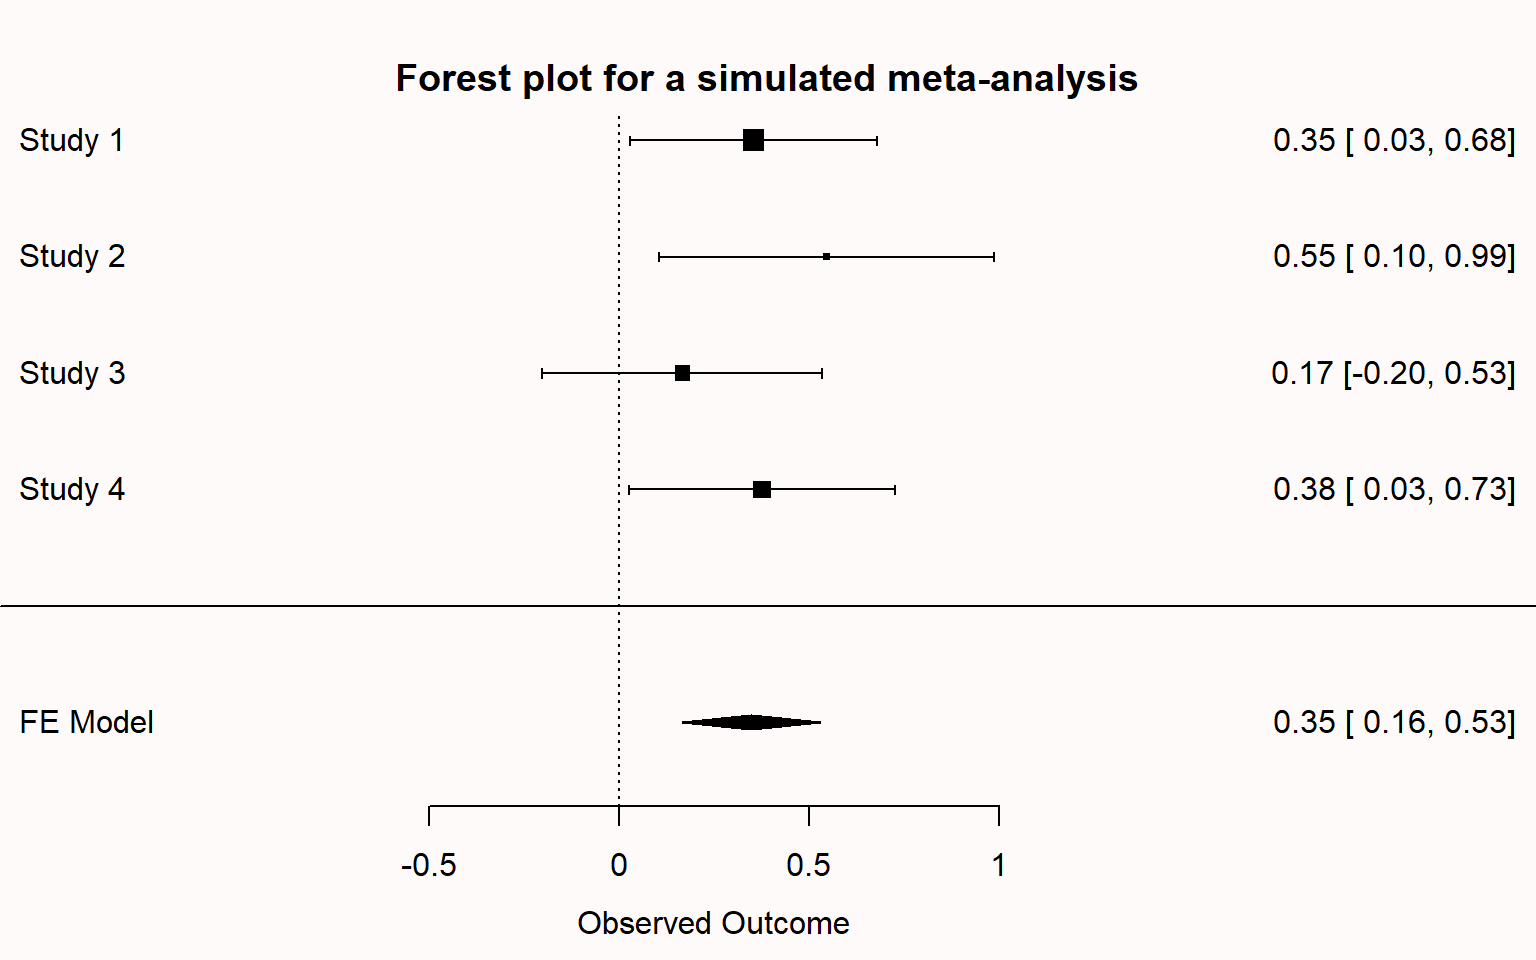 Forest plot for a simulated meta-analysis
Study 1 0.35 [ 0.03, 0.68]
Study 2 0.55 [ 0.10, 0.99]
Study 3 0.17 [-0.20, 0.53]
Study 4 0.38 [ 0.03, 0.73]
FE Model 0.35 [ 0.16, 0.53]
-0.5 0 0.5 1
Observed Outcome